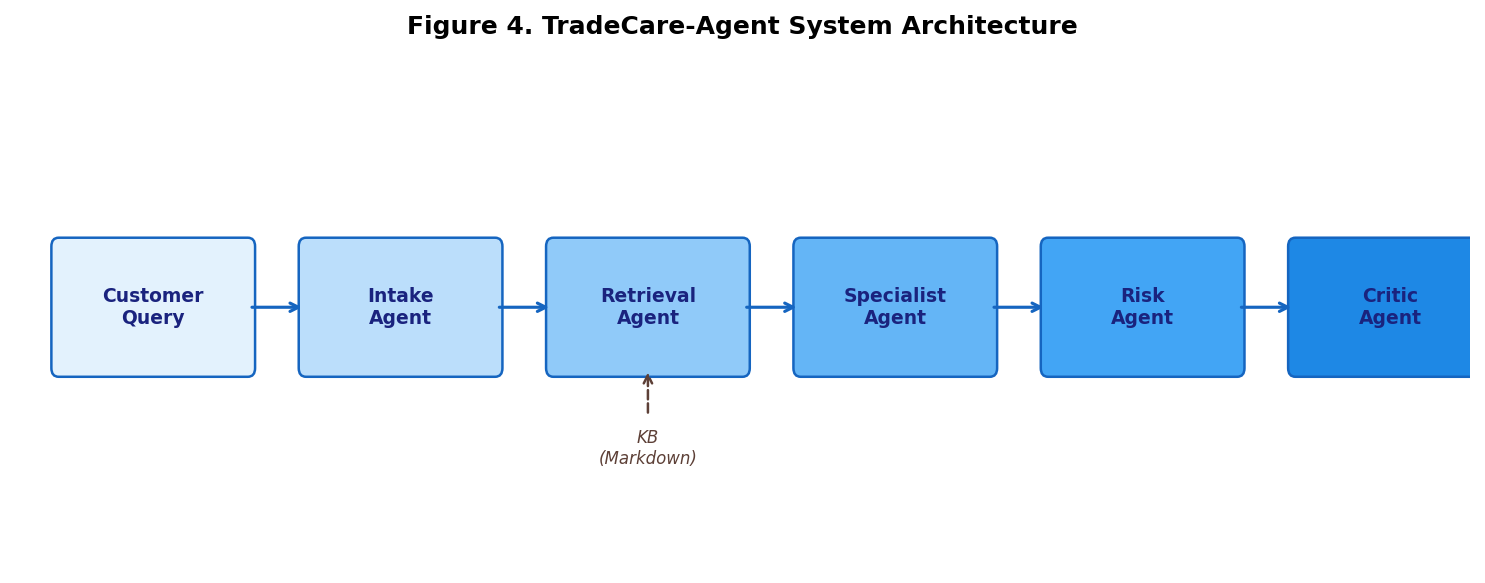 Figure 4. TradeCare-Agent System Architecture
Customer
Query
Intake
Agent
Retrieval
Agent
Specialist
Agent
Risk
Agent
Critic
Agent
KB
(Markdown)